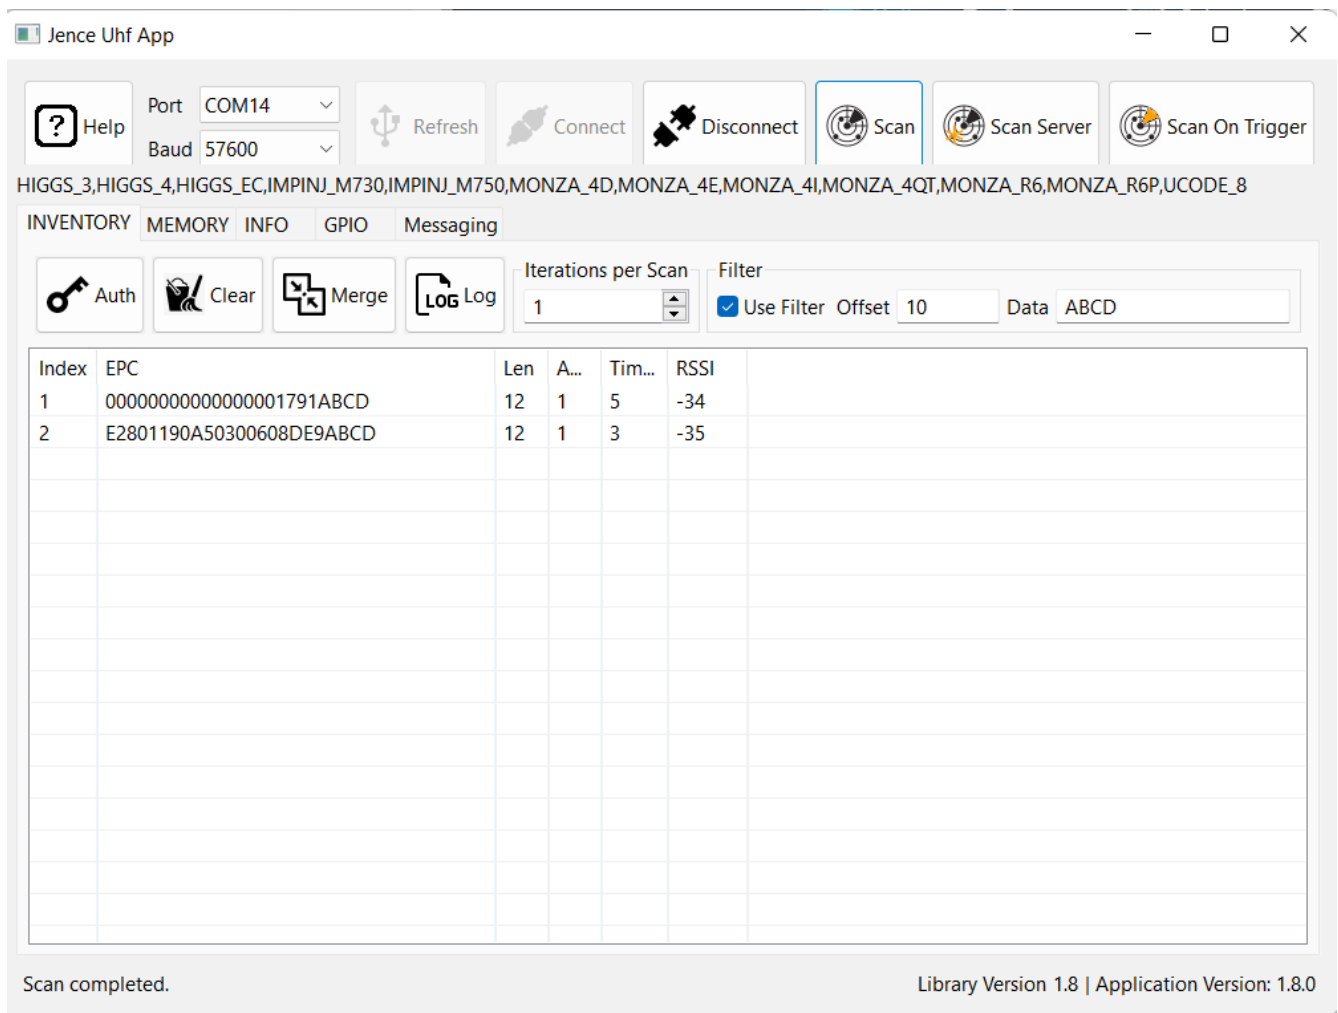 Jence Uhf App
? Help
Port COM14
Baud 57600
Refresh
Connect
Disconnect
Scan
Scan Server
Scan On Trigger
HIGGS_3,HIGGS_4,HIGGS_EC,IMPINJ_M730,IMPINJ_M750,MONZA_4D,MONZA_4E,MONZA_4I,MONZA_4QT,MONZA_R6,MONZA_R6P,UCODE_8
INVENTORY MEMORY INFO GPIO Messaging
Auth
Clear
Merge
LOG Log
Iterations per Scan
1
Filter
Use Filter Offset 10 Data ABCD
Index EPC Len A... Tim... RSSI
1 00000000000000001791ABCD 12 1 5 -34
2 E2801190A50300608DE9ABCD 12 1 3 -35
Scan completed.
Library Version 1.8 | Application Version: 1.8.0